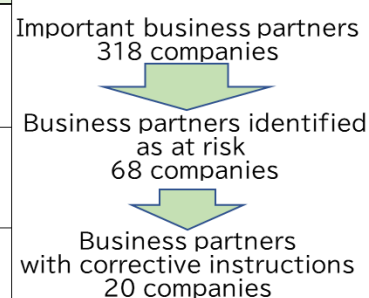 Important business partners
318 companies
Business partners identified
as at risk
68 companies
Business partners
with corrective instructions
20 companies